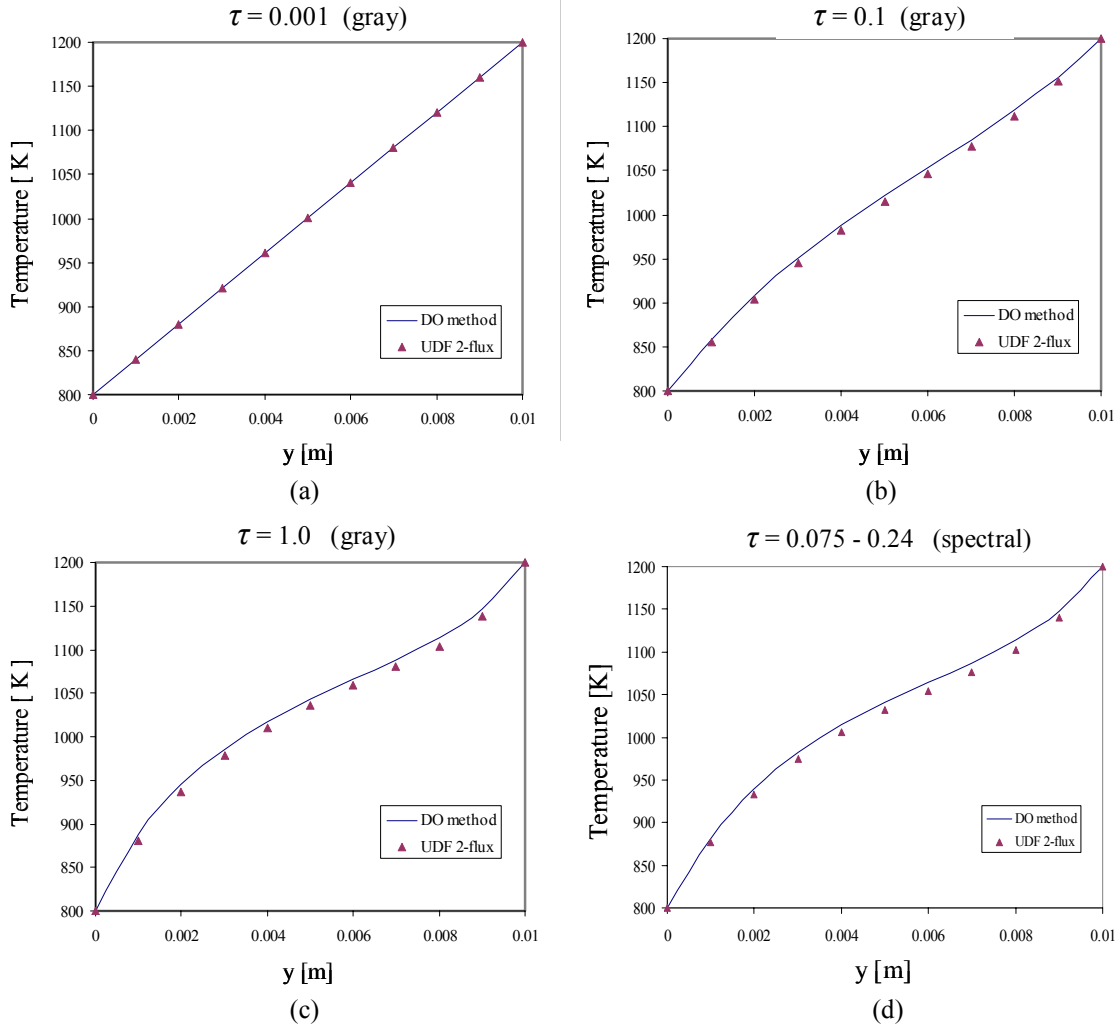 τ = 0.001 (gray)
1200
1150
1100
1050
1000
950
900
850
800
Temperature [ K ]
DO method
UDF 2-flux
0 0.002 0.004 0.006 0.008 0.01
y [m]
(a)
τ = 0.1 (gray)
1200
1150
1100
1050
1000
950
900
850
800
Temperature [ K ]
DO method
UDF 2-flux
0 0.002 0.004 0.006 0.008 0.01
y [m]
(b)
τ = 1.0 (gray)
1200
1150
1100
1050
1000
950
900
850
800
Temperature [ K ]
DO method
UDF 2-flux
0 0.002 0.004 0.006 0.008 0.01
y [m]
(c)
τ = 0.075 - 0.24 (spectral)
1200
1150
1100
1050
1000
950
900
850
800
Temperature [K]
DO method
UDF 2-flux
0 0.002 0.004 0.006 0.008 0.01
y [m]
(d)